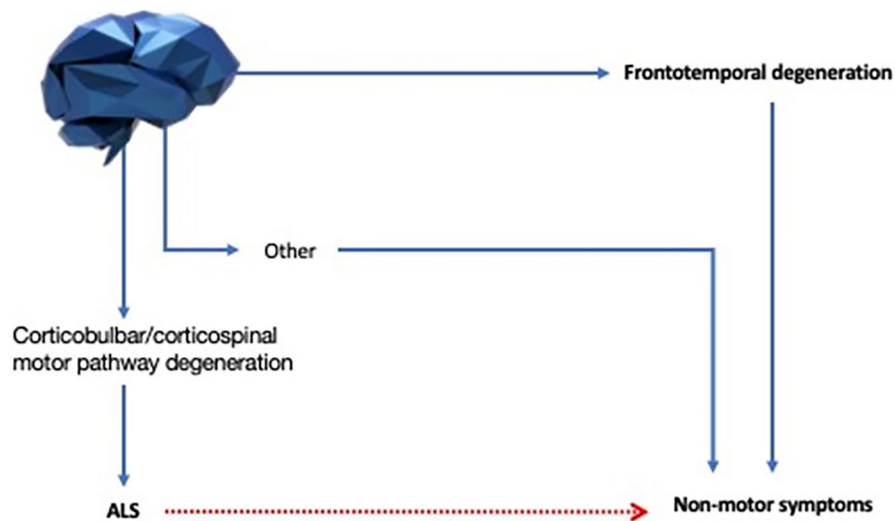 Frontotemporal degeneration
Other
Corticobulbar/corticospinal
motor pathway degeneration
ALS
Non-motor symptoms